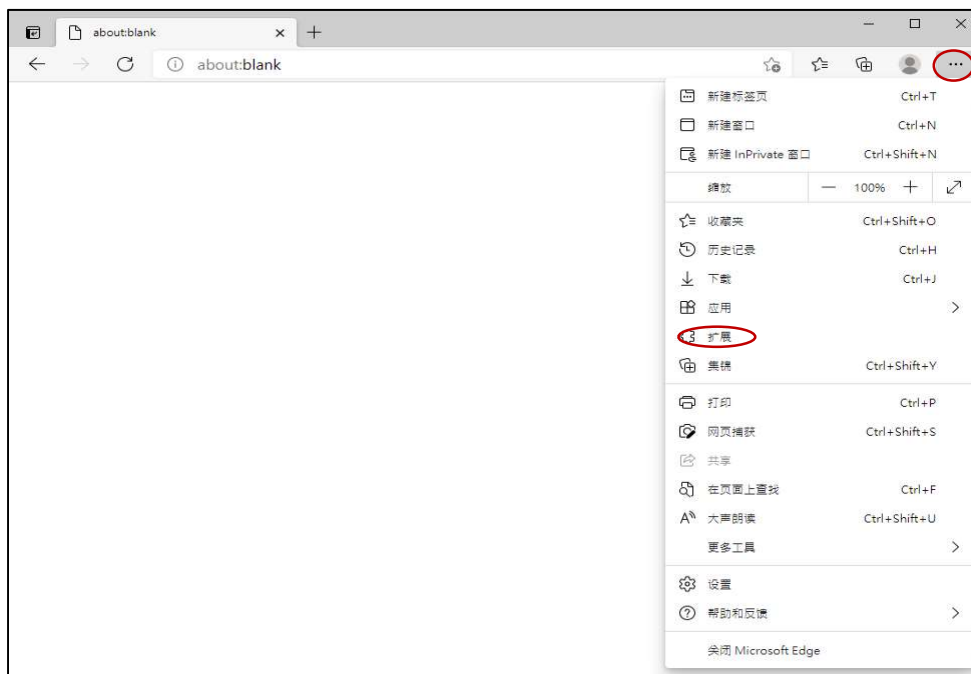 about:blank
about:blank
新建标签页 Ctrl+T
新建窗口 Ctrl+N
新建 InPrivate 窗口 Ctrl+Shift+N
缩放 — 100% +
收藏夹 Ctrl+Shift+O
历史记录 Ctrl+H
下载 Ctrl+J
应用
扩展
集锦 Ctrl+Shift+Y
打印 Ctrl+P
网页捕获 Ctrl+Shift+S
共享
在页面上查找 Ctrl+F
大声朗读 Ctrl+Shift+U
更多工具
设置
帮助和反馈
关闭 Microsoft Edge